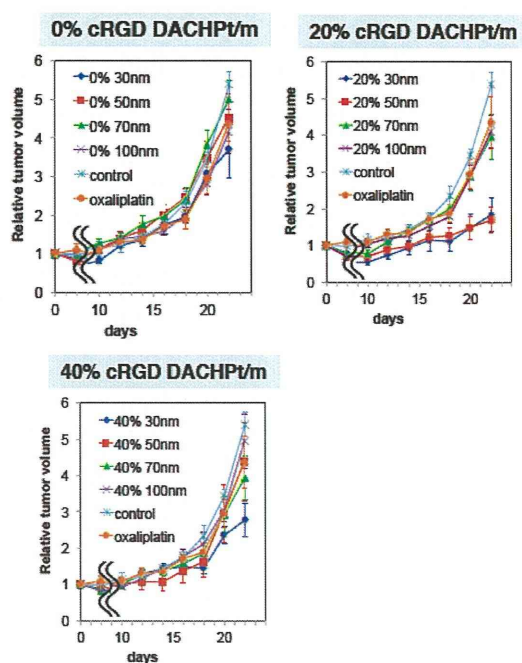 0% cRGD DACHPt/m
Relative tumor volume
6
5
4
3
2
1
0
0% 30nm
0% 50nm
0% 70nm
0% 100nm
control
oxaliplatin
0 10 15 20
days
20% cRGD DACHPt/m
Relative tumor volume
6
5
4
3
2
1
0
20% 30nm
20% 50nm
20% 70nm
20% 100nm
control
oxaliplatin
0 10 15 20
days
40% cRGD DACHPt/m
Relative tumor volume
6
5
4
3
2
1
0
40% 30nm
40% 50nm
40% 70nm
40% 100nm
control
oxaliplatin
0 10 15 20
days